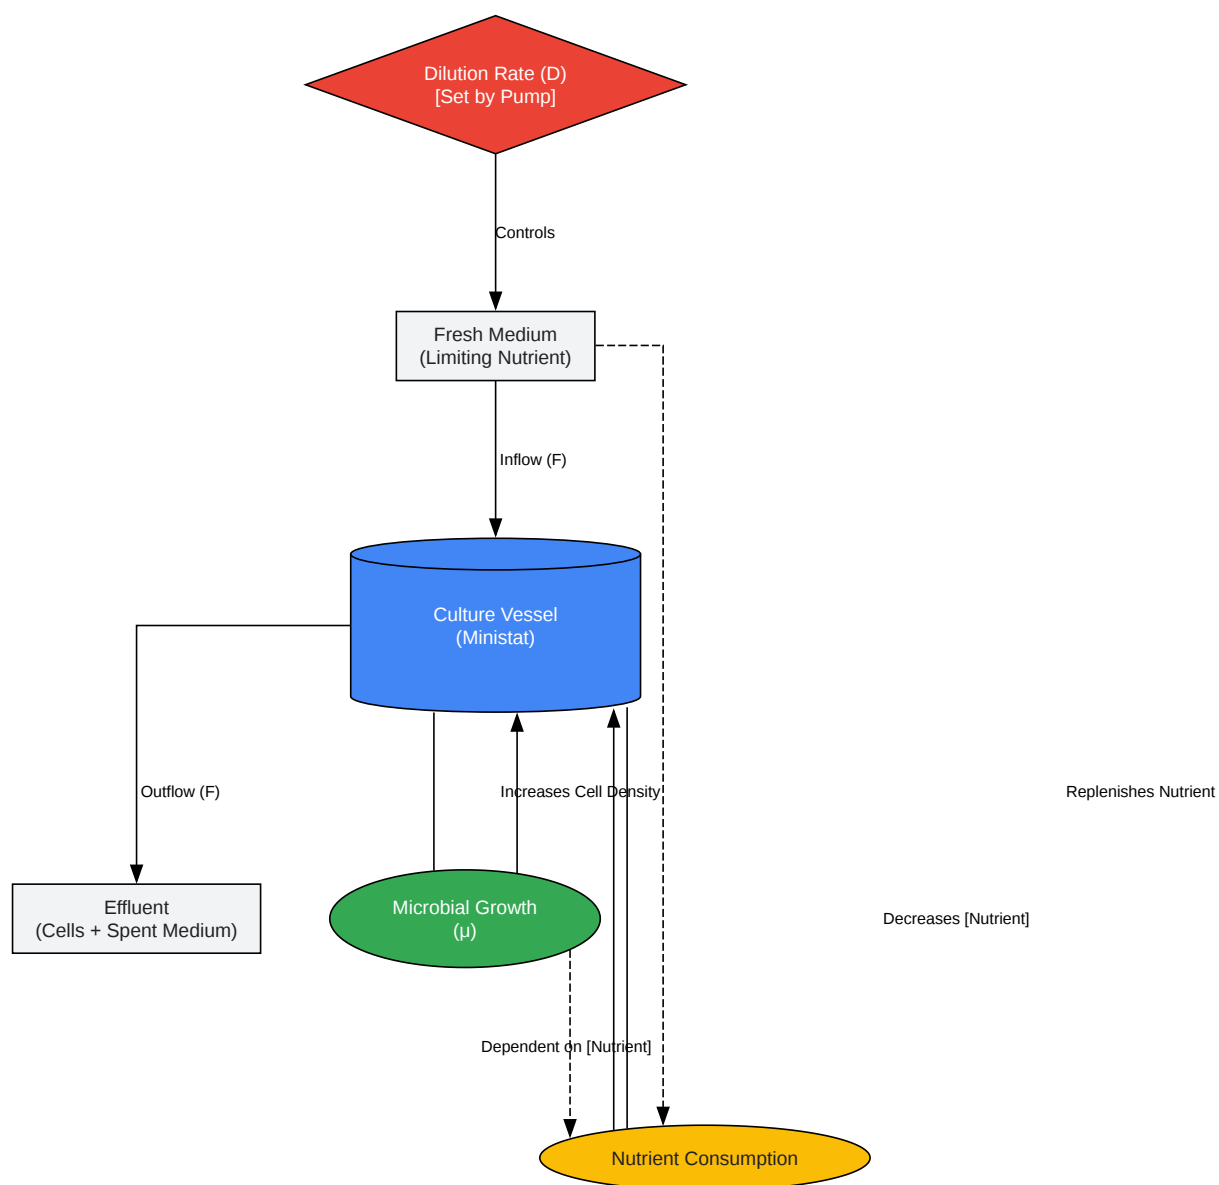 Dilution Rate (D)
[Set by Pump]
Controls
Fresh Medium
(Limiting Nutrient)
Inflow (F)
Culture Vessel
(Ministat)
Outflow (F)
Increases Cell Density
Replenishes Nutrient
Effluent
(Cells + Spent Medium)
Microbial Growth
(μ)
Decreases [Nutrient]
Dependent on [Nutrient]
Nutrient Consumption